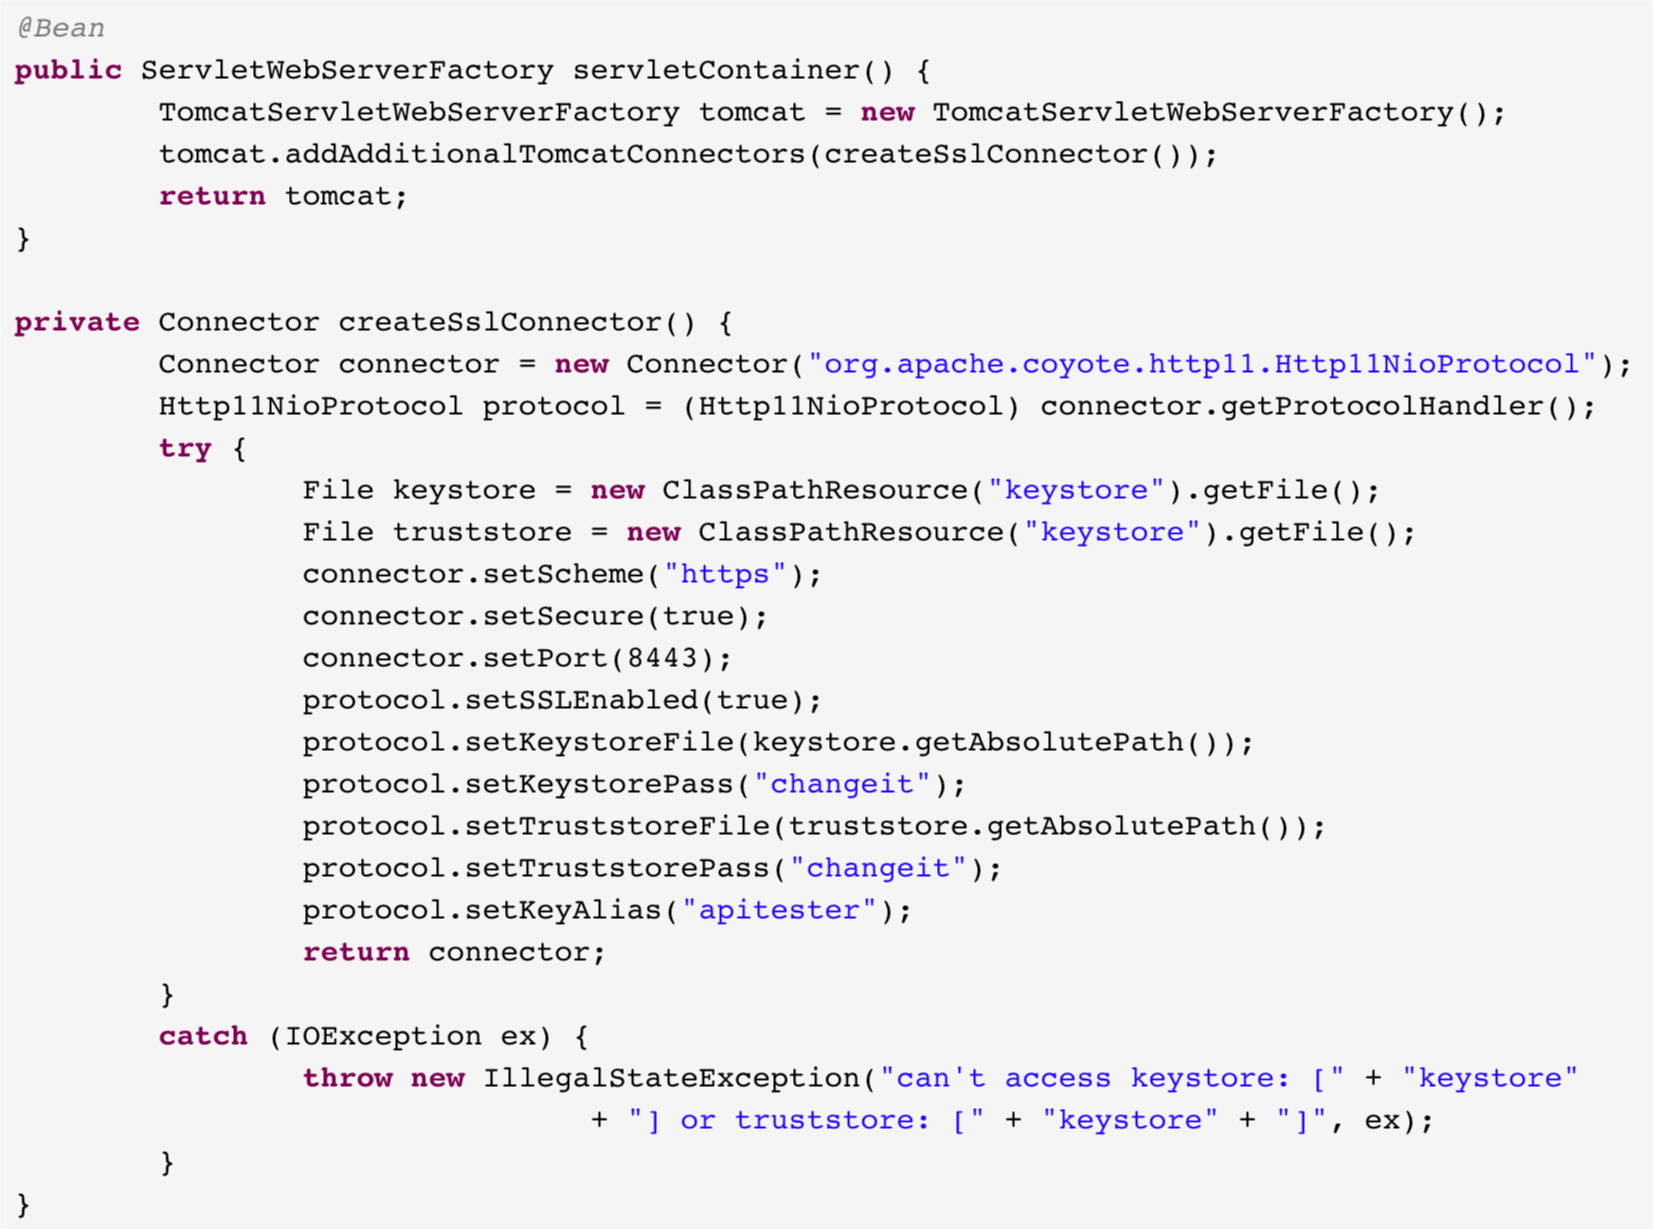 @Bean
public ServletWebServerFactory servletContainer() {
        TomcatServletWebServerFactory tomcat = new TomcatServletWebServerFactory();
        tomcat.addAdditionalTomcatConnectors(createSslConnector());
        return tomcat;
}

private Connector createSslConnector() {
        Connector connector = new Connector("org.apache.coyote.http11.Http11NioProtocol");
        Http11NioProtocol protocol = (Http11NioProtocol) connector.getProtocolHandler();
        try {
                File keystore = new ClassPathResource("keystore").getFile();
                File truststore = new ClassPathResource("keystore").getFile();
                connector.setScheme("https");
                connector.setSecure(true);
                connector.setPort(8443);
                protocol.setSSLEnabled(true);
                protocol.setKeystoreFile(keystore.getAbsolutePath());
                protocol.setKeystorePass("changeit");
                protocol.setTruststoreFile(truststore.getAbsolutePath());
                protocol.setTruststorePass("changeit");
                protocol.setKeyAlias("apitester");
                return connector;
        }
        catch (IOException ex) {
                throw new IllegalStateException("can't access keystore: [" + "keystore"
                                + "] or truststore: [" + "keystore" + "]", ex);
        }
}